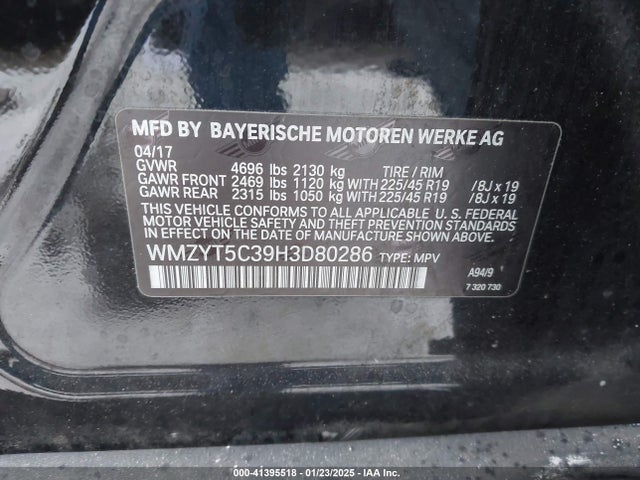 MFD BY BAYERISCHE MOTOREN WERKE AG
04/17
GVWR 4696 lbs 2130 kg TIRE / RIM
GAWR FRONT 2469 lbs 1120 kg WITH 225/45 R19 / 8J x 19
GAWR REAR 2315 lbs 1050 kg WITH 225/45 R19 / 8J x 19
THIS VEHICLE CONFORMS TO ALL APPLICABLE U. S. FEDERAL
MOTOR VEHICLE SAFETY AND THEFT PREVENTION STANDARDS
IN EFFECT ON THE DATE OF MANUFACTURE SHOWN ABOVE.
WMZYT5C39H3D80286 TYPE: MPV
A94/9
7 320 730
000-41395518 - 01/23/2025 - IAA Inc.